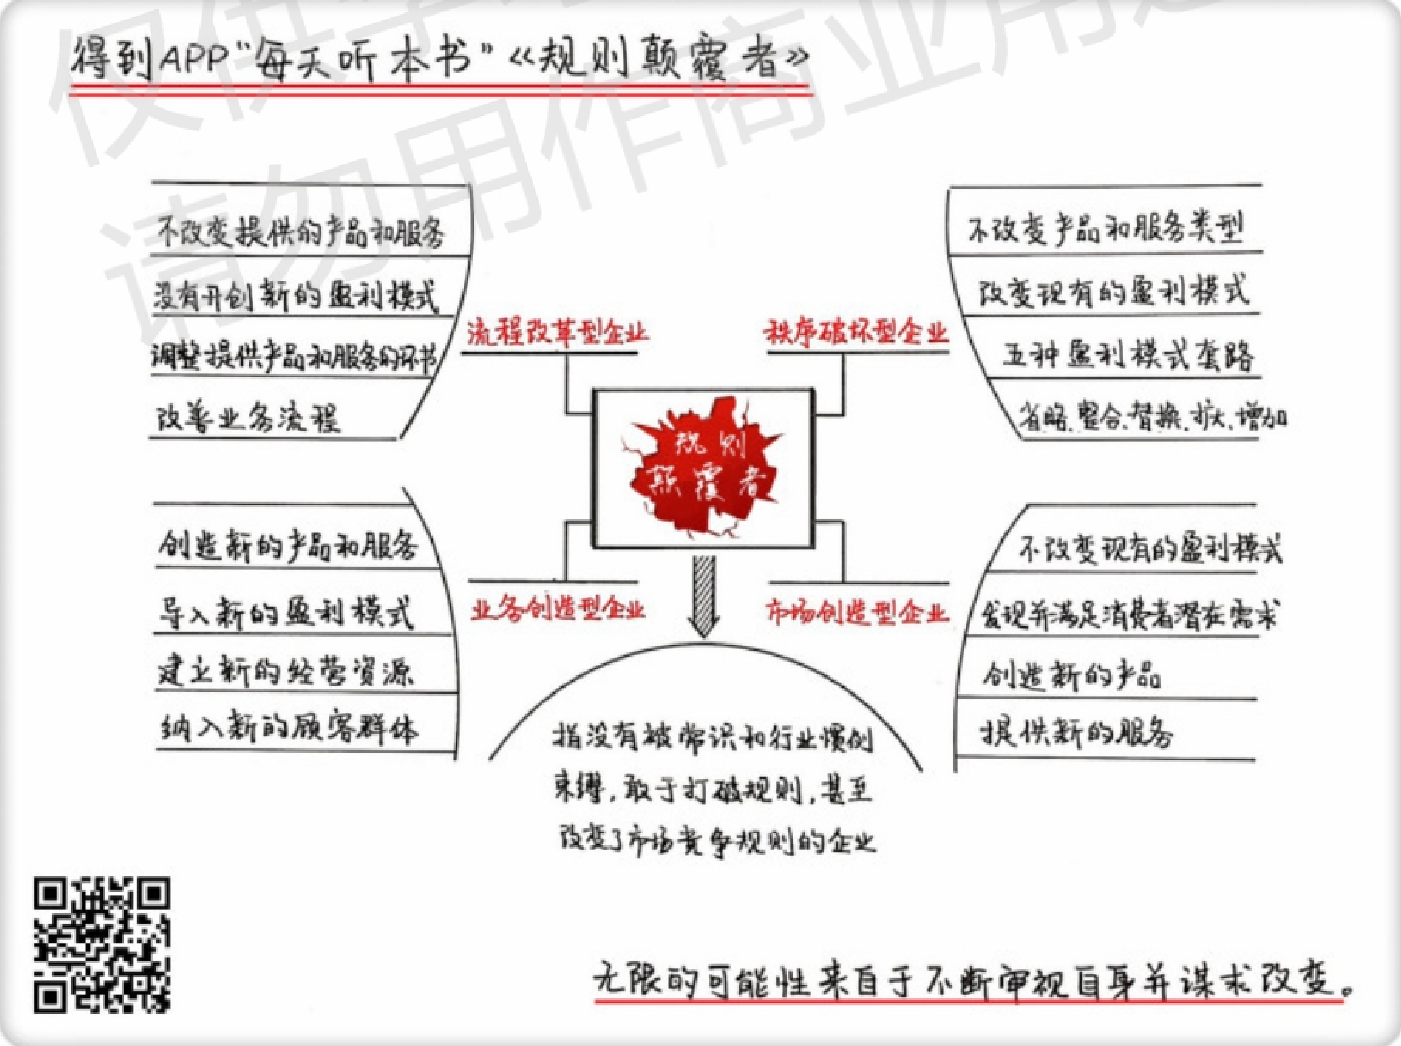 得到APP“每天听本书”《规则颠覆者》
仅供学
请勿用作商业用途
不改变提供的产品和服务
没有开创新的盈利模式
调整提供产品和服务的环节
改善业务流程
流程改革型企业
秩序破坏型企业
不改变产品和服务类型
改变现有的盈利模式
五种盈利模式套路
省略.整合.替换.扩大.增加
规则
颠覆者
创造新的产品和服务
导入新的盈利模式
建立新的经营资源
纳入新的顾客群体
业务创造型企业
市场创造型企业
不改变现有的盈利模式
发现并满足消费者潜在需求
创造新的产品
提供新的服务
指没有被常识和行业惯例
束缚,敢于打破规则,甚至
改变了市场竞争规则的企业
无限的可能性来自于不断审视自身并谋求改变。